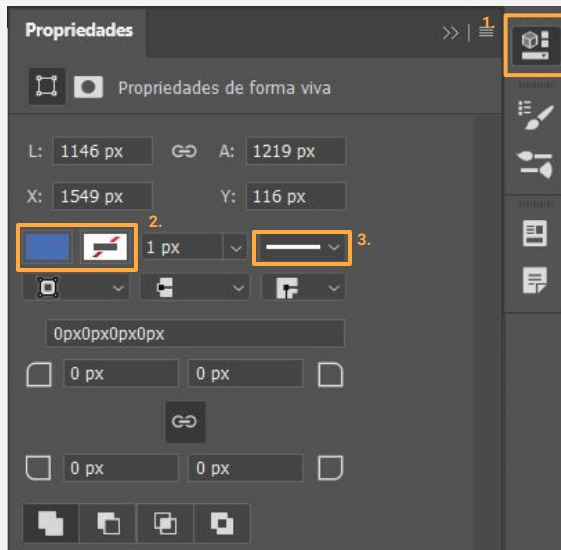 Propriedades
1.
Propriedades de forma viva
L: 1146 px A: 1219 px
X: 1549 px Y: 116 px
2.
1 px
3.
0px0px0px0px
0 px 0 px
0 px 0 px